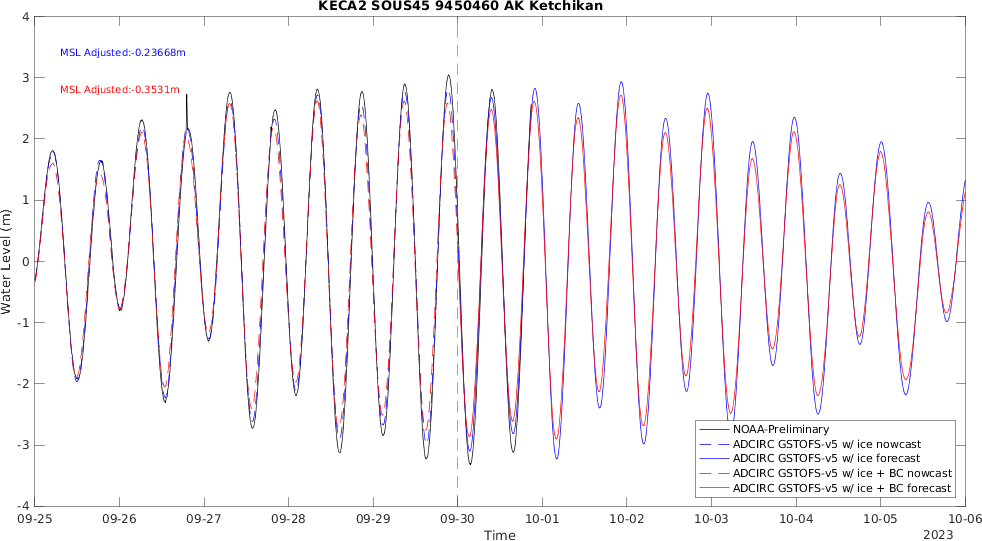 KECA2 SOUS45 9450460 AK Ketchikan
MSL Adjusted:-0.23668m
MSL Adjusted:-0.3531m
Water Level (m)
4
3
2
1
0
-1
-2
-3
-4
NOAA-Preliminary
ADCIRC GSTOFS-v5 w/ ice nowcast
ADCIRC GSTOFS-v5 w/ ice forecast
ADCIRC GSTOFS-v5 w/ ice + BC nowcast
ADCIRC GSTOFS-v5 w/ ice + BC forecast
09-25 09-26 09-27 09-28 09-29 09-30 10-01 10-02 10-03 10-04 10-05 10-06
Time
2023